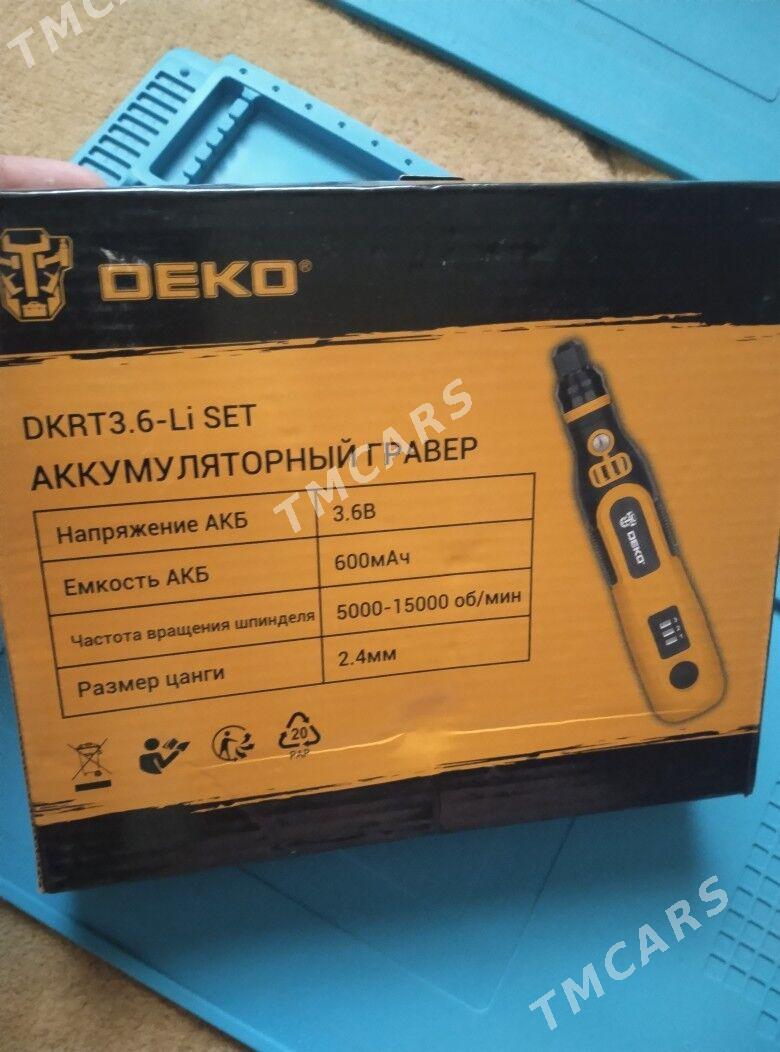 TMCARS
DEKO®
DKRT3.6-Li SET
АККУМУЛЯТОРНЫЙ ГРАВЕР
TMCARS
Напряжение АКБ 3.6В
Емкость АКБ 600мАч
Частота вращения шпинделя 5000-15000 об/мин
Размер цанги 2.4мм
DEKO
20
PAP
TMCARS